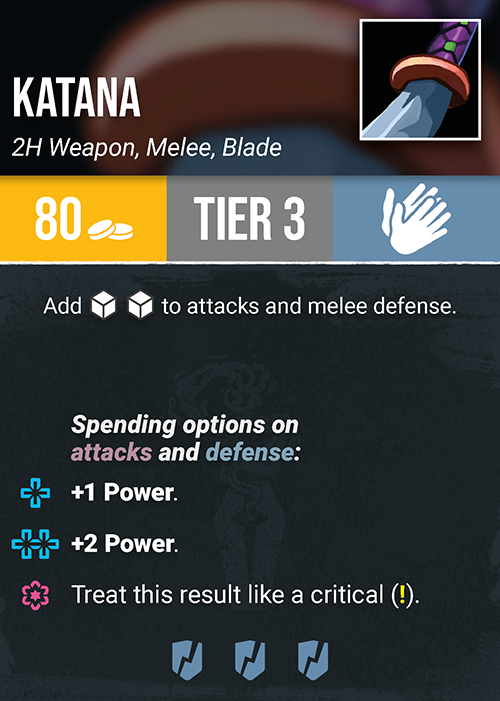 KATANA
2H Weapon, Melee, Blade
80
TIER 3
Add to attacks and melee defense.
Spending options on
attacks and defense:
+1 Power.
+2 Power.
Treat this result like a critical (!).